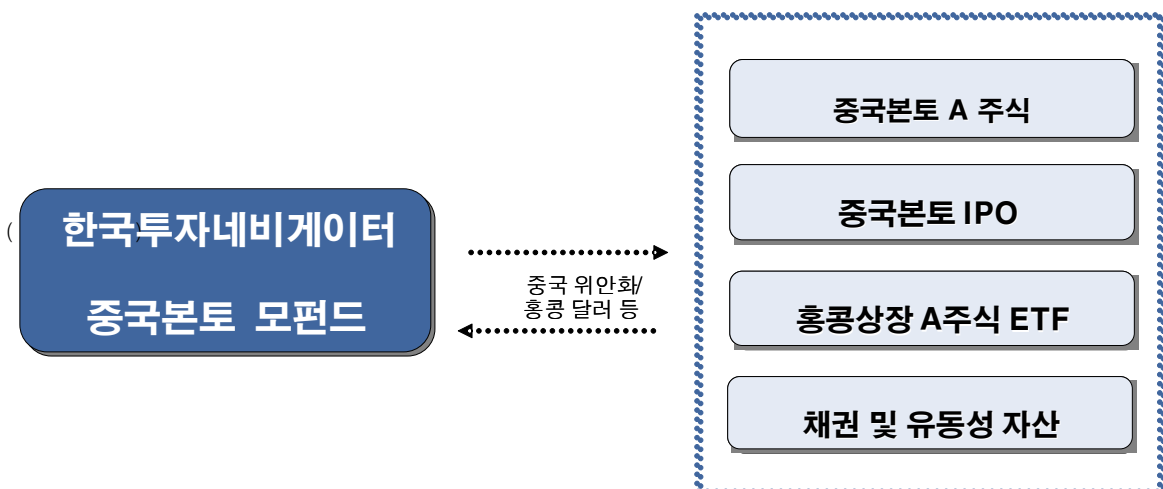 한국투자네비게이터
중국본토 모펀드
중국 위안화/
홍콩 달러 등
중국본토 A 주식
중국본토 IPO
홍콩상장 A주식 ETF
채권 및 유동성 자산